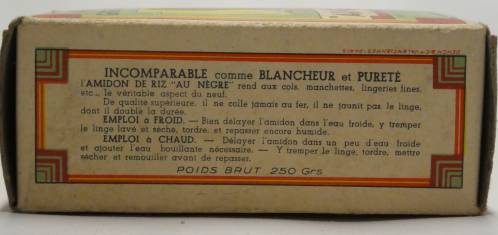 INCOMPARABLE comme BLANCHEUR et PURETÉ
l'AMIDON DE RIZ "AU NÈGRE" rend aux cols, manchettes, lingeries fines,
etc... le véritable aspect du neuf.
De qualité supérieure, il ne colle jamais au fer, il ne jaunit pas le linge,
dont il double la durée.
EMPLOI à FROID. — Bien délayer l'amidon dans l'eau froide, y tremper
le linge lavé et séché, tordre, et repasser encore humide.
EMPLOI à CHAUD. — Délayer l'amidon dans un peu d'eau froide
et ajouter l'eau bouillante nécessaire. — Y tremper le linge, tordre, mettre
sécher et remouiller avant de repasser.
POIDS BRUT 250 Grs